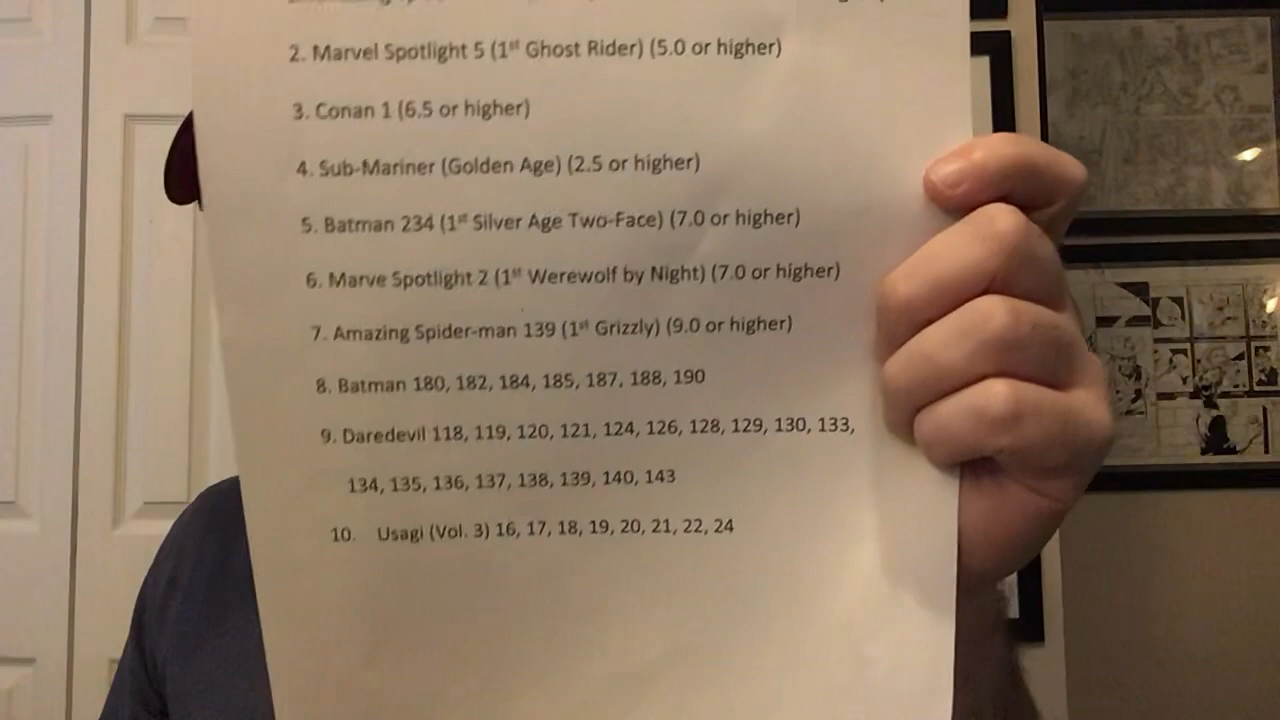 2. Marvel Spotlight 5 (1st Ghost Rider) (5.0 or higher)
3. Conan 1 (6.5 or higher)
4. Sub-Mariner (Golden Age) (2.5 or higher)
5. Batman 234 (1st Silver Age Two-Face) (7.0 or higher)
6. Marve Spotlight 2 (1st Werewolf by Night) (7.0 or higher)
7. Amazing Spider-man 139 (1st Grizzly) (9.0 or higher)
8. Batman 180, 182, 184, 185, 187, 188, 190
9. Daredevil 118, 119, 120, 121, 124, 126, 128, 129, 130, 133,
134, 135, 136, 137, 138, 139, 140, 143
10. Usagi (Vol. 3) 16, 17, 18, 19, 20, 21, 22, 24